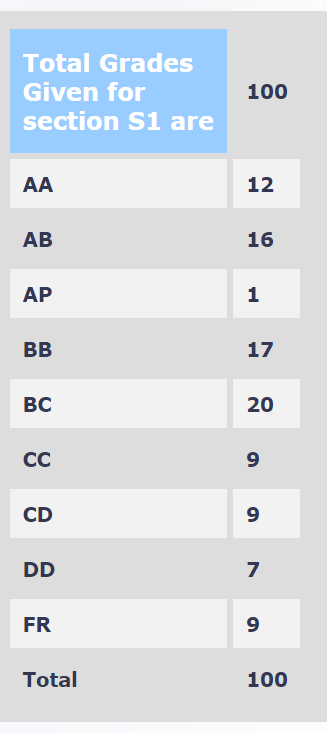 Total Grades
Given for
section S1 are 100
AA 12
AB 16
AP 1
BB 17
BC 20
CC 9
CD 9
DD 7
FR 9
Total 100